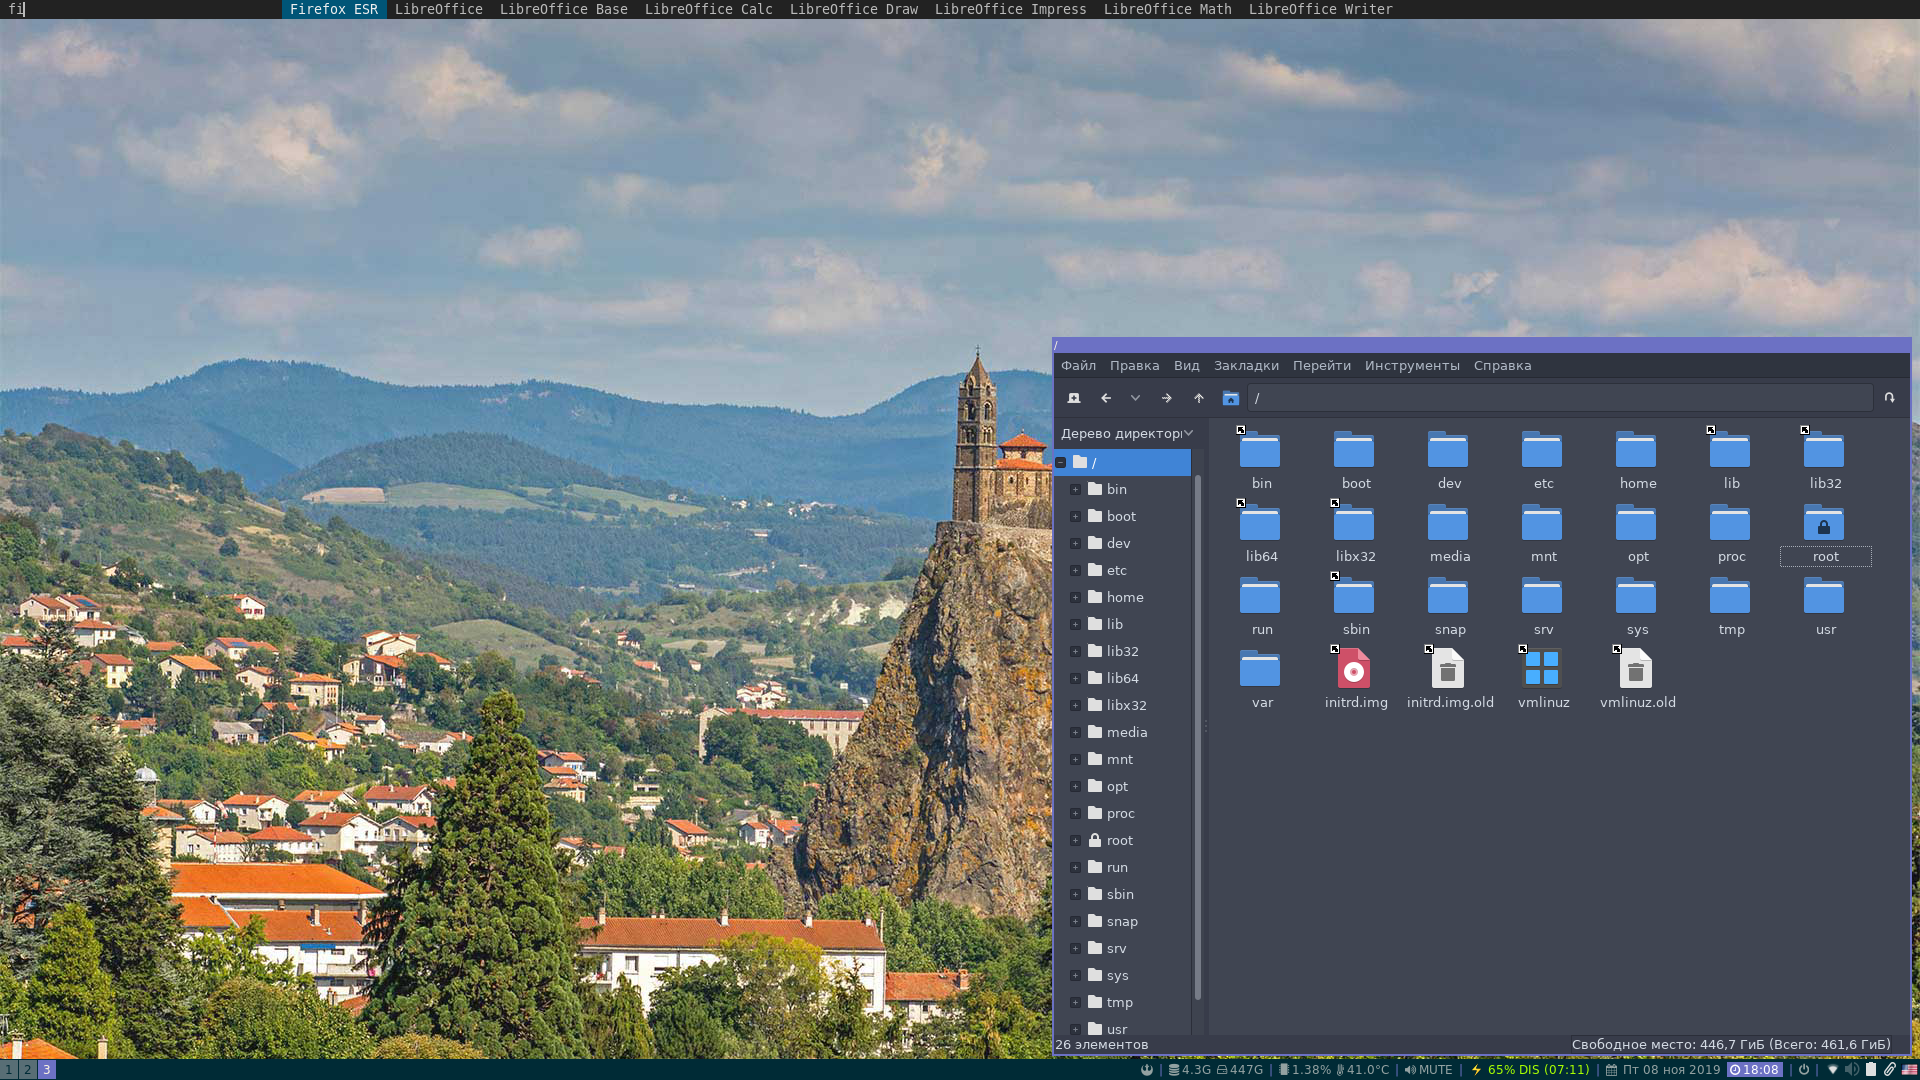 fi Firefox ESR LibreOffice LibreOffice Base LibreOffice Calc LibreOffice Draw LibreOffice Impress LibreOffice Math LibreOffice Writer
/
Файл Правка Вид Закладки Перейти Инструменты Справка
/
Дерево директори
/
bin
boot
dev
etc
home
lib
lib32
lib64
libx32
media
mnt
opt
proc
root
run
sbin
snap
srv
sys
tmp
usr
bin boot dev etc home lib lib32
lib64 libx32 media mnt opt proc root
run sbin snap srv sys tmp usr
var initrd.img initrd.img.old vmlinuz vmlinuz.old
26 элементов Свободное место: 446,7 ГиБ (Всего: 461,6 ГиБ)
1 2 3 4.3G 447G 1.38% 41.0°C MUTE 65% DIS (07:11) Пт 08 ноя 2019 18:08